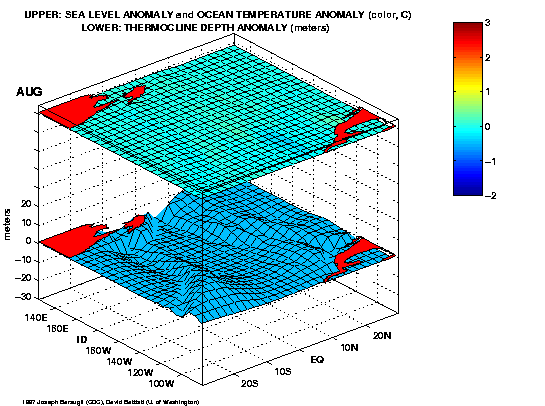 UPPER: SEA LEVEL ANOMALY and OCEAN TEMPERATURE ANOMALY (color, C)
LOWER: THERMOCLINE DEPTH ANOMALY (meters)
AUG
3
2
1
0
−1
−2
meters
20
10
0
−10
−20
−30
140E
160E
ID
160W
140W
120W
100W
20S
10S
EQ
10N
20N
1997 Joseph Barsugli (CDC), David Battisti (U. of Washington)